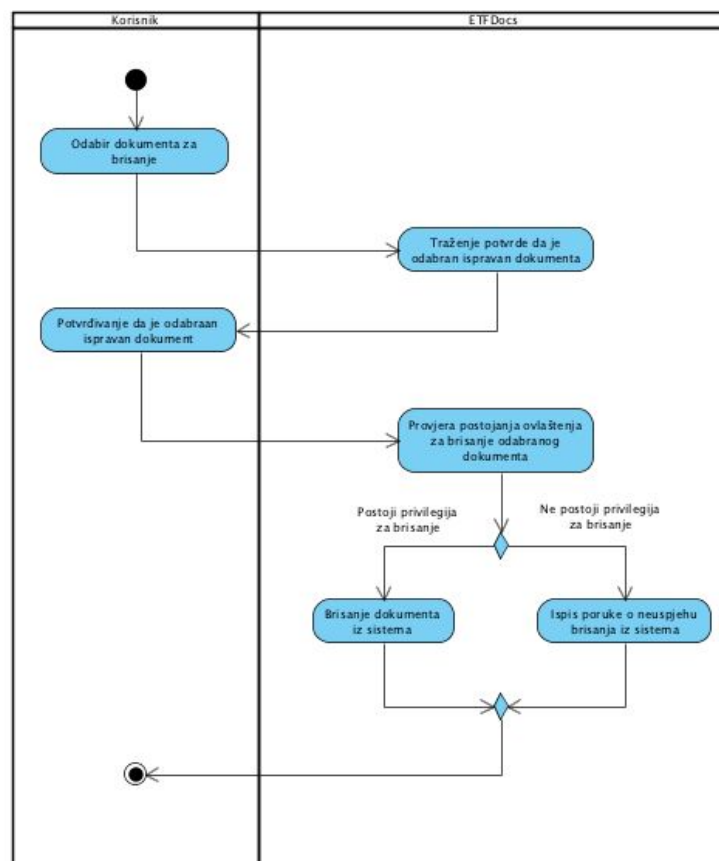 Korisnik
ETFDocs
Odabir dokumenta za
brisanje
Traženje potvrde da je
odabran ispravan dokumenta
Potvrđivanje da je odabraan
ispravan dokument
Provjera postojanja ovlaštenja
za brisanje odabranog
dokumenta
Postoji privilegija
za brisanje
Ne postoji privilegija
za brisanje
Brisanje dokumenta
iz sistema
Ispis poruke o neuspjehu
brisanja iz sistema